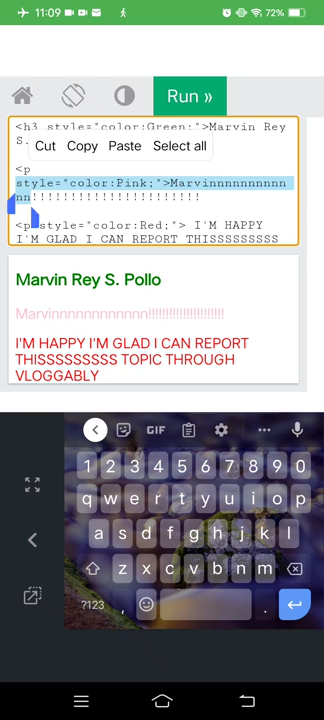 11:09
72%
Run »
<h3 style="color:Green;">Marvin Rey
S.
Cut Copy Paste Select all
<p
style="color:Pink;">Marvinnnnnnnnnn
nn!!!!!!!!!!!!!!!!!!!!!!
<p style="color:Red;"> I'M HAPPY
I'M GLAD I CAN REPORT THISSSSSSSSS
Marvin Rey S. Pollo
Marvinnnnnnnnnnnn!!!!!!!!!!!!!!!!!!!!!!
I'M HAPPY I'M GLAD I CAN REPORT
THISSSSSSSSS TOPIC THROUGH
VLOGGABLY
GIF
1 2 3 4 5 6 7 8 9 0
q w e r t y u i o p
a s d f g h j k l
z x c v b n m
?123 , .